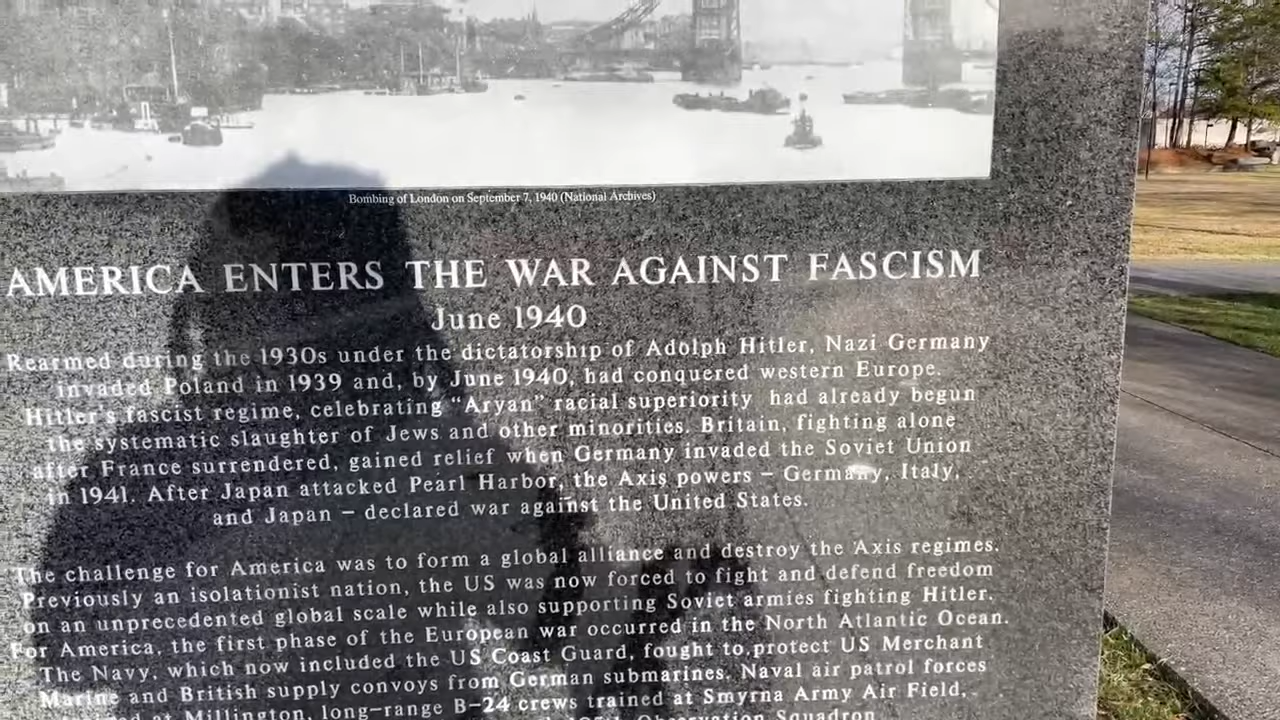 Bombing of London on September 7, 1940 (National Archives)
AMERICA ENTERS THE WAR AGAINST FASCISM
June 1940
Rearmed during the 1930s under the dictatorship of Adolph Hitler, Nazi Germany
invaded Poland in 1939 and, by June 1940, had conquered western Europe.
Hitler's fascist regime, celebrating "Aryan" racial superiority had already begun
the systematic slaughter of Jews and other minorities. Britain, fighting alone
after France surrendered, gained relief when Germany invaded the Soviet Union
in 1941. After Japan attacked Pearl Harbor, the Axis powers – Germany, Italy,
and Japan – declared war against the United States.
The challenge for America was to form a global alliance and destroy the Axis regimes.
Previously an isolationist nation, the US was now forced to fight and defend freedom
on an unprecedented global scale while also supporting Soviet armies fighting Hitler.
For America, the first phase of the European war occurred in the North Atlantic Ocean.
The Navy, which now included the US Coast Guard, fought to protect US Merchant
Marine and British supply convoys from German submarines. Naval air patrol forces
at Millington, long-range B-24 crews trained at Smyrna Army Air Field,
Observation Squadron